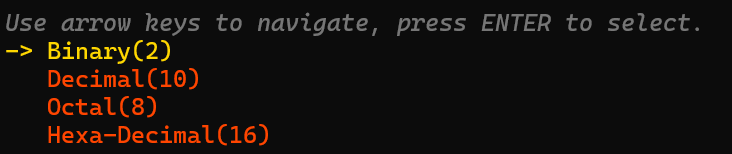 Use arrow keys to navigate, press ENTER to select.
-> Binary(2)
Decimal(10)
Octal(8)
Hexa-Decimal(16)